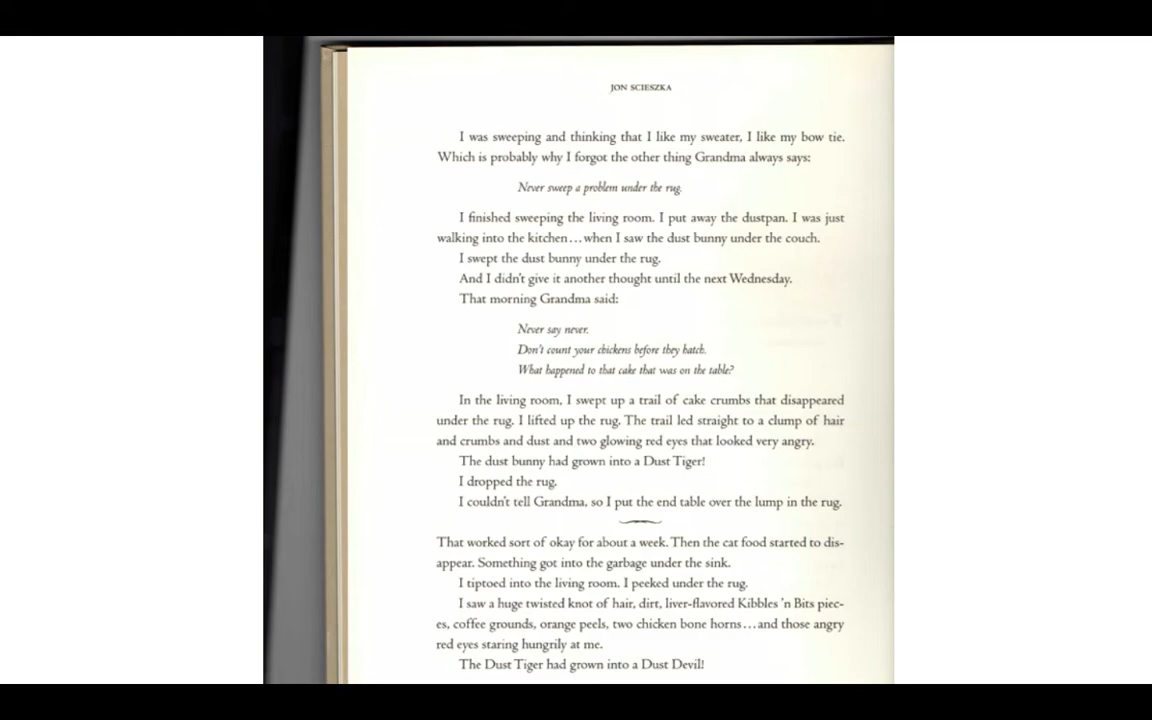 JON SCIESZKA
I was sweeping and thinking that I like my sweater, I like my bow tie.
Which is probably why I forgot the other thing Grandma always says:
Never sweep a problem under the rug.
I finished sweeping the living room. I put away the dustpan. I was just
walking into the kitchen...when I saw the dust bunny under the couch.
I swept the dust bunny under the rug.
And I didn't give it another thought until the next Wednesday.
That morning Grandma said:
Never say never.
Don't count your chickens before they hatch.
What happened to that cake that was on the table?
In the living room, I swept up a trail of cake crumbs that disappeared
under the rug. I lifted up the rug. The trail led straight to a clump of hair
and crumbs and dust and two glowing red eyes that looked very angry.
The dust bunny had grown into a Dust Tiger!
I dropped the rug.
I couldn't tell Grandma, so I put the end table over the lump in the rug.
That worked sort of okay for about a week. Then the cat food started to dis-
appear. Something got into the garbage under the sink.
I tiptoed into the living room. I peeked under the rug.
I saw a huge twisted knot of hair, dirt, liver-flavored Kibbles 'n Bits piec-
es, coffee grounds, orange peels, two chicken bone horns...and those angry
red eyes staring hungrily at me.
The Dust Tiger had grown into a Dust Devil!